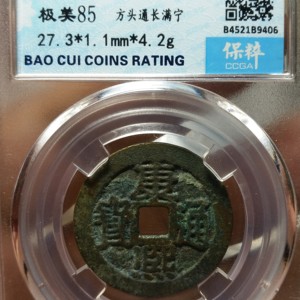 极美85 方头通长满宁
27.3*1.1mm*4.2g
B4521B9406
BAO CUI COINS RATING
保粹
CCGA
康熙通寶